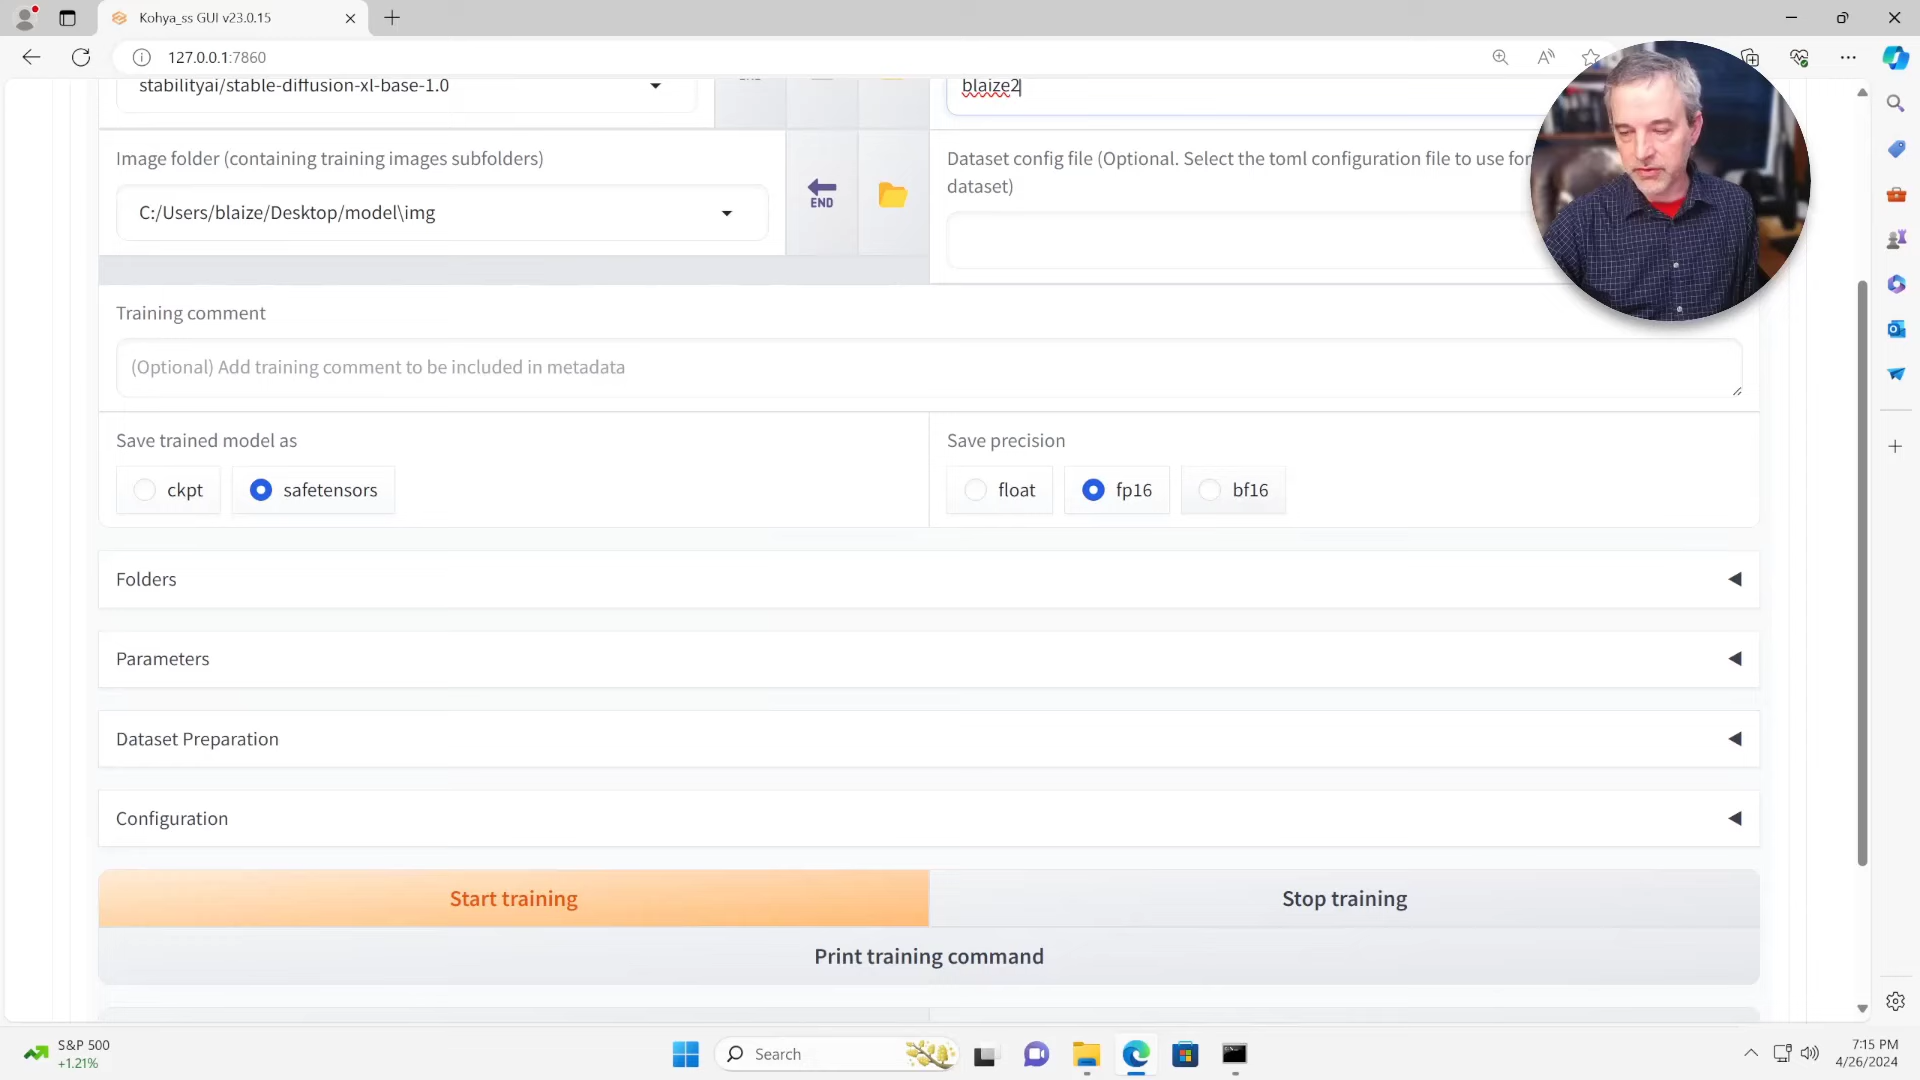 Kohya_ss GUI v23.0.15
127.0.0.1:7860
stabilityai/stable-diffusion-xl-base-1.0
blaize2
Image folder (containing training images subfolders)
C:/Users/blaize/Desktop/model\img
END
Dataset config file (Optional. Select the toml configuration file to use for
dataset)
Training comment
(Optional) Add training comment to be included in metadata
Save trained model as
ckpt
safetensors
Save precision
float
fp16
bf16
Folders
Parameters
Dataset Preparation
Configuration
Start training
Stop training
Print training command
S&P 500
+1.21%
Search
7:15 PM
4/26/2024